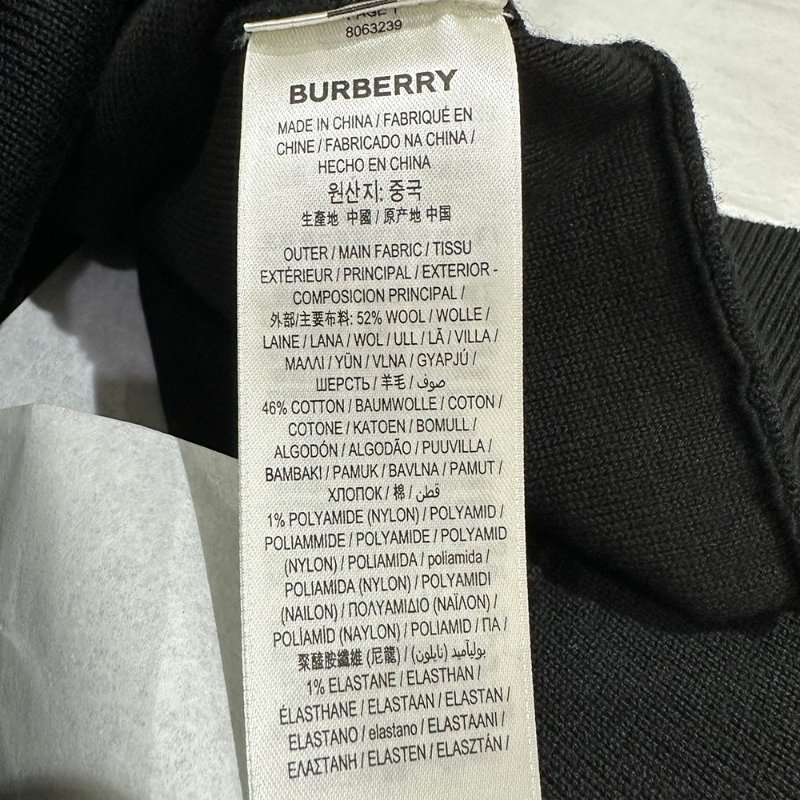 PAGE 1
8063239
BURBERRY
MADE IN CHINA / FABRIQUÉ EN
CHINE / FABRICADO NA CHINA /
HECHO EN CHINA
원산지: 중국
生產地 中國 / 原产地 中国
OUTER / MAIN FABRIC / TISSU
EXTÉRIEUR / PRINCIPAL / EXTERIOR -
COMPOSICION PRINCIPAL /
外部/主要布料: 52% WOOL / WOLLE /
LAINE / LANA / WOL / ULL / LÃ / VILLA /
ΜΑΛΛΙ / YÜN / VLNA / GYAPJÚ /
ШЕРСТЬ / 羊毛 / صوف /
46% COTTON / BAUMWOLLE / COTON /
COTONE / KATOEN / BOMULL /
ALGODÓN / ALGODÃO / PUUVILLA /
BAMBAKI / PAMUK / BAVLNA / PAMUT /
ХЛОПОК / 棉 / قطن /
1% POLYAMIDE (NYLON) / POLYAMID /
POLIAMMIDE / POLYAMIDE / POLYAMID
(NYLON) / POLIAMIDA / poliamida /
POLIAMIDA (NYLON) / POLYAMIDI
(NAILON) / ΠΟΛΥΑΜΙΔΙΟ (ΝΑΪΛΟΝ) /
POLİAMİD (NAYLON) / POLIAMID / ПА /
聚醯胺纖維 (尼龍) / بوليآميد (نايلون) /
1% ELASTANE / ELASTHAN /
ÉLASTHANE / ELASTAAN / ELASTAN /
ELASTANO / elastano / ELASTAANI /
ΕΛΑΣΤΑΝΗ / ELASTEN / ELASZTÁN /